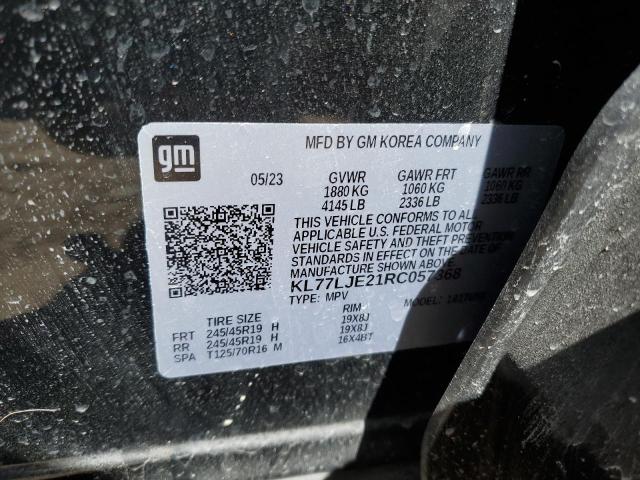 gm
MFD BY GM KOREA COMPANY
05/23 GVWR GAWR FRT GAWR RR
1880 KG 1060 KG 1060 KG
4145 LB 2336 LB 2336 LB
THIS VEHICLE CONFORMS TO ALL
APPLICABLE U.S. FEDERAL MOTOR
VEHICLE SAFETY AND THEFT PREVENTION
STANDARDS IN EFFECT ON THE DATE OF
MANUFACTURE SHOWN ABOVE.
KL77LJE21RC057368
TYPE: MPV MODEL:
TIRE SIZE RIM
FRT 245/45R19 H 19X8J
RR 245/45R19 H 19X8J
SPA T125/70R16 M 16X4BT